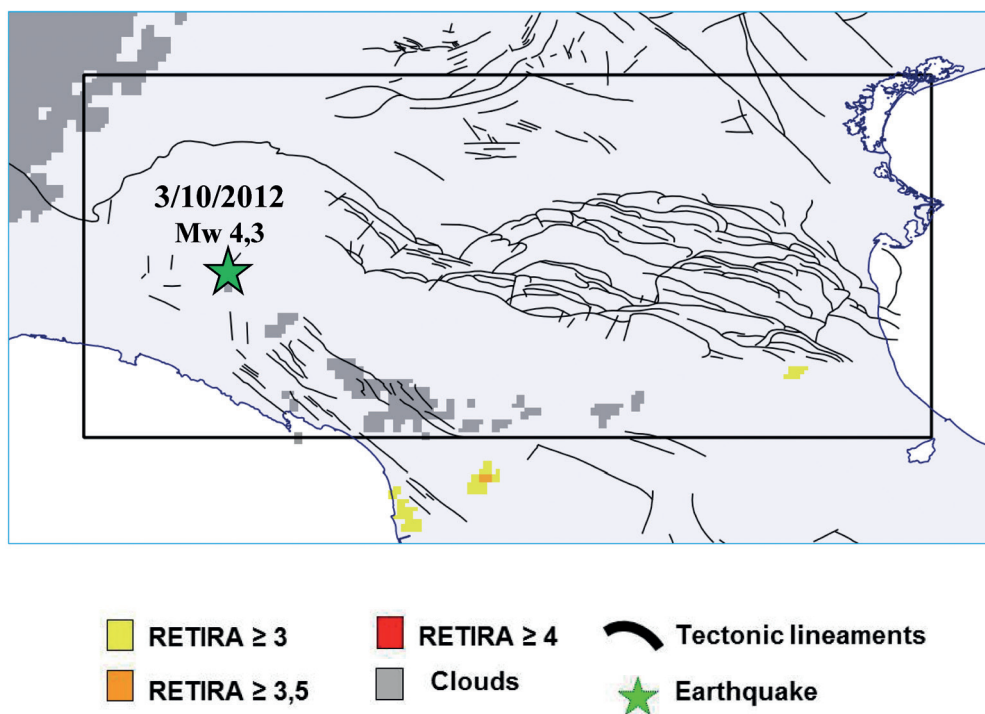 3/10/2012
Mw 4,3
RETIRA ≥ 3
RETIRA ≥ 4
Tectonic lineaments
RETIRA ≥ 3,5
Clouds
Earthquake